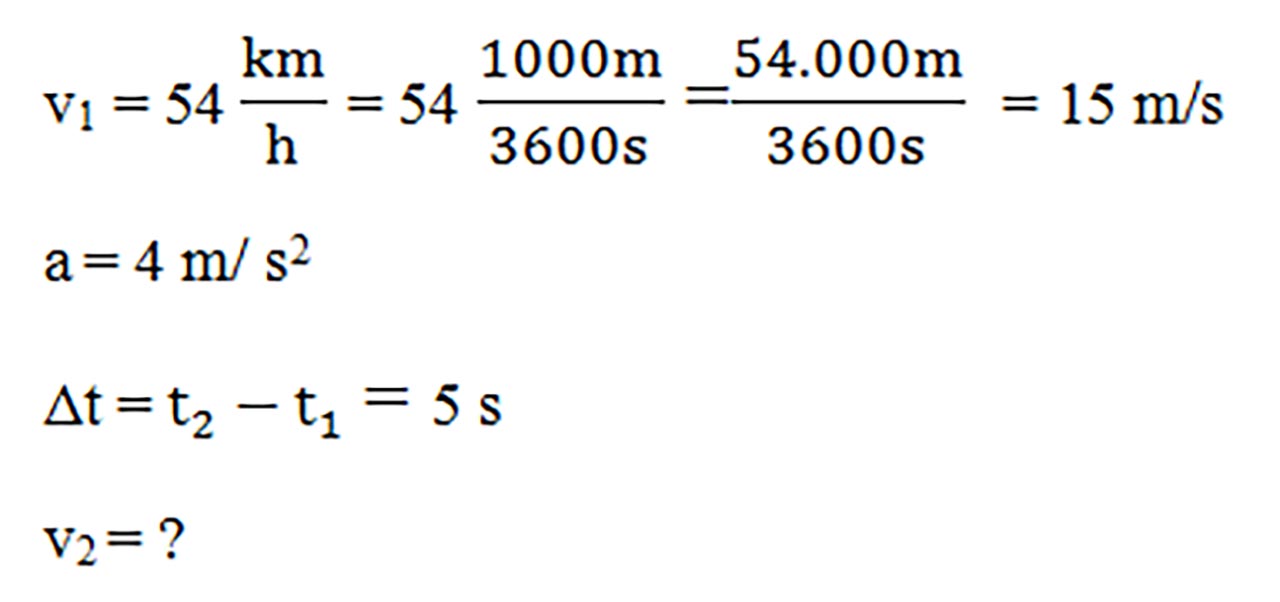 v₁ = 54 km/h = 54 1000m/3600s = 54.000m/3600s = 15 m/s
a = 4 m/ s²
Δt = t₂ − t₁ = 5 s
v₂ = ?